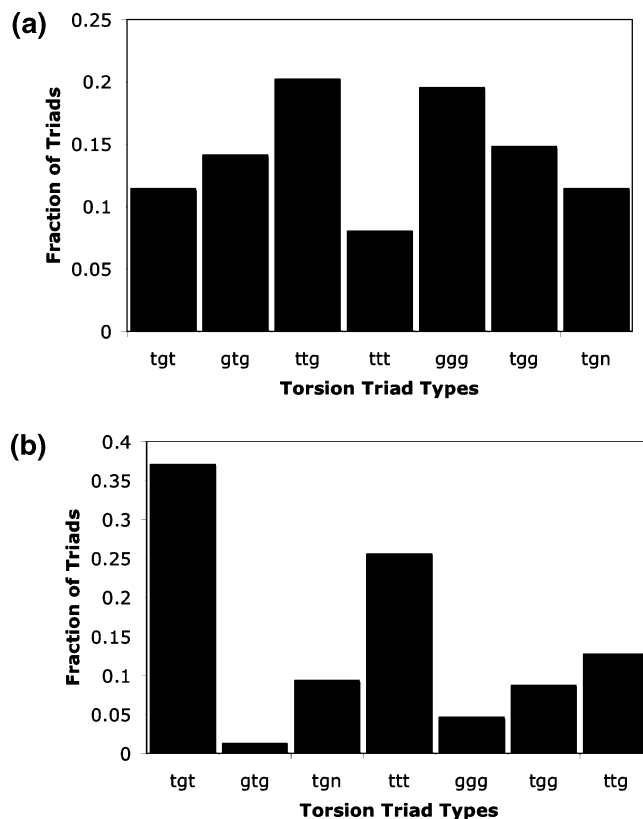 (a)
0.25
0.2
0.15
0.1
0.05
0
Fraction of Triads
tgt gtg ttg ttt ggg tgg tgn
Torsion Triad Types
(b)
0.4
0.35
0.3
0.25
0.2
0.15
0.1
0.05
0
Fraction of Triads
tgt gtg tgn ttt ggg tgg ttg
Torsion Triad Types